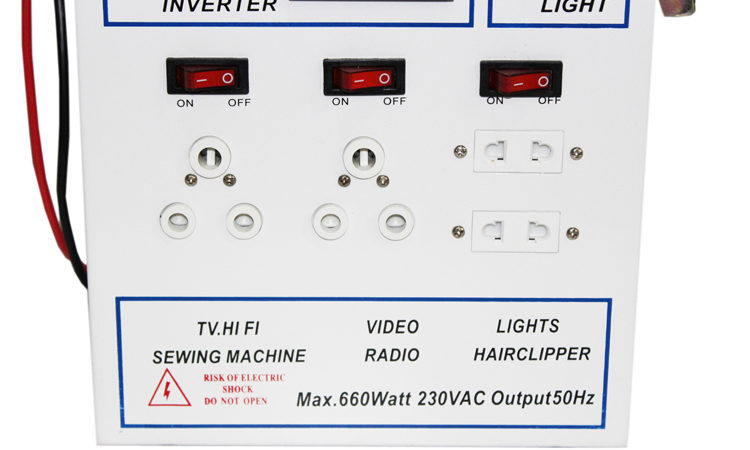 INVERTER LIGHT
ON OFF ON OFF ON OFF
TV.HI FI VIDEO LIGHTS
SEWING MACHINE RADIO HAIRCLIPPER
RISK OF ELECTRIC
SHOCK
DO NOT OPEN
Max.660Watt 230VAC Output50Hz